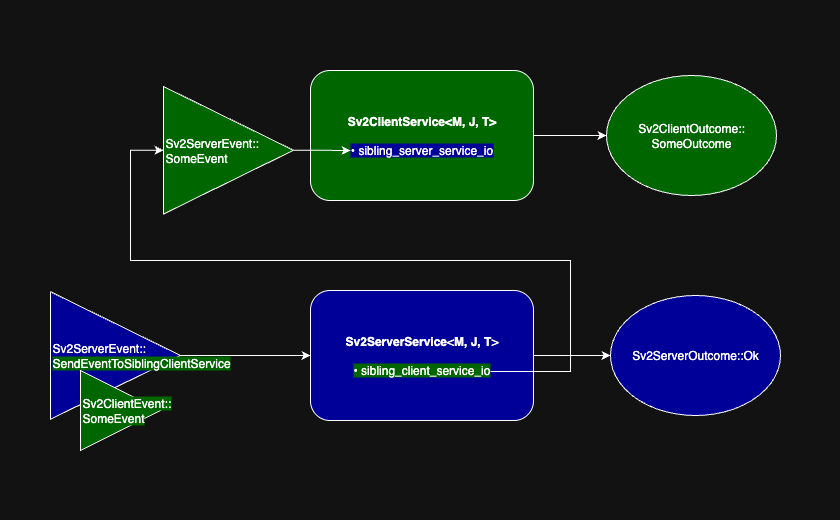 Sv2ClientService<M, J, T>
Sv2ServerEvent::
SomeEvent
• sibling_server_service_io
Sv2ClientOutcome::
SomeOutcome
Sv2ServerService<M, J, T>
Sv2ServerEvent::
SendEventToSiblingClientService
• sibling_client_service_io
Sv2ServerOutcome::Ok
Sv2ClientEvent::
SomeEvent